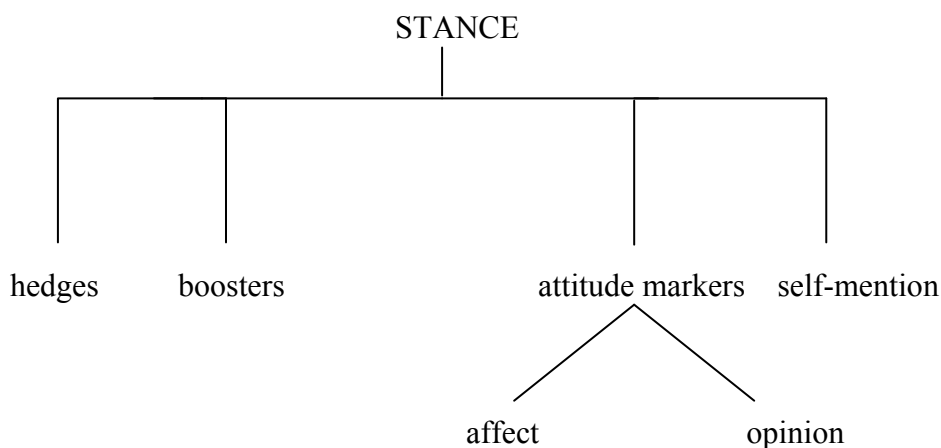 STANCE
hedges boosters attitude markers self-mention
affect opinion